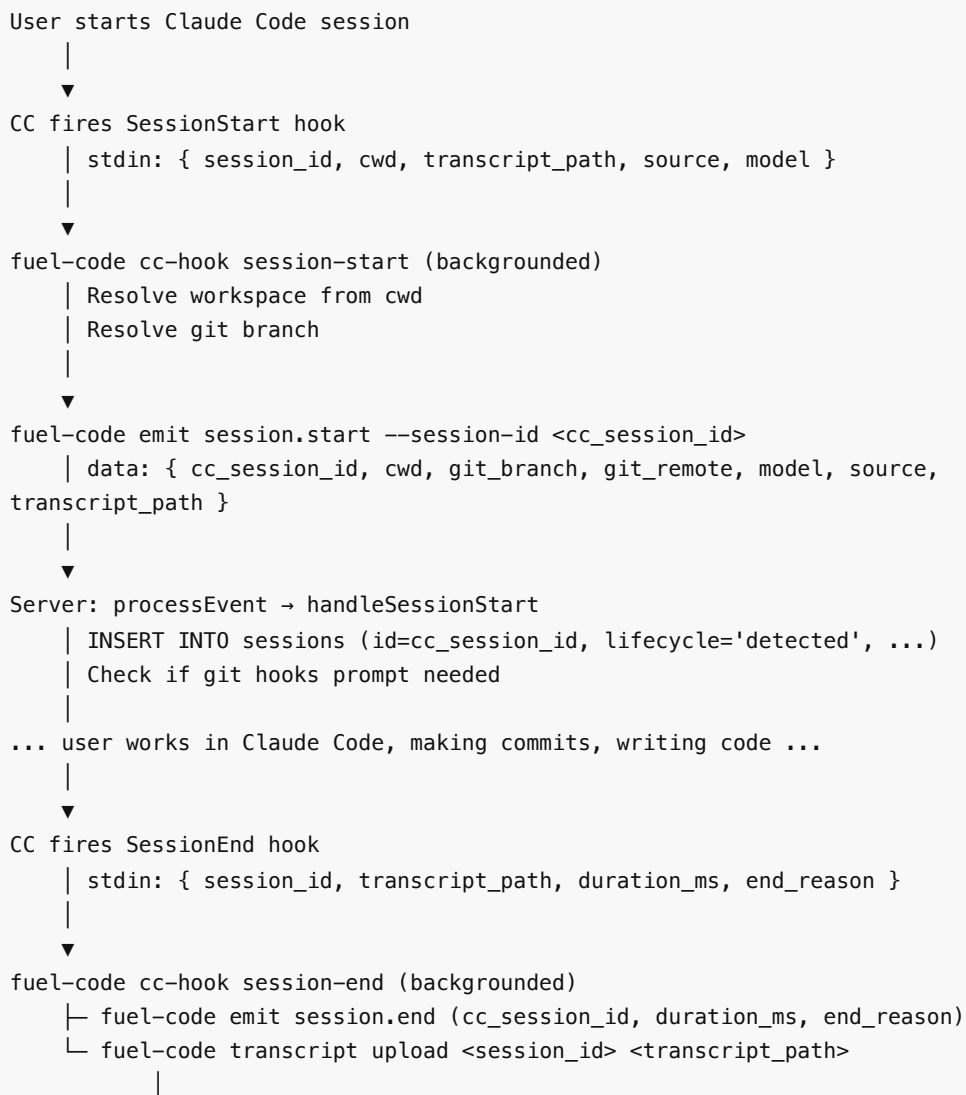 User starts Claude Code session
│
▼
CC fires SessionStart hook
│ stdin: { session_id, cwd, transcript_path, source, model }
│
▼
fuel-code cc-hook session-start (backgrounded)
│ Resolve workspace from cwd
│ Resolve git branch
│
▼
fuel-code emit session.start --session-id <cc_session_id>
│ data: { cc_session_id, cwd, git_branch, git_remote, model, source,
transcript_path }
│
▼
Server: processEvent → handleSessionStart
│ INSERT INTO sessions (id=cc_session_id, lifecycle='detected', ...)
│ Check if git hooks prompt needed
│
... user works in Claude Code, making commits, writing code ...
│
▼
CC fires SessionEnd hook
│ stdin: { session_id, transcript_path, duration_ms, end_reason }
│
▼
fuel-code cc-hook session-end (backgrounded)
├─ fuel-code emit session.end (cc_session_id, duration_ms, end_reason)
└─ fuel-code transcript upload <session_id> <transcript_path>
│